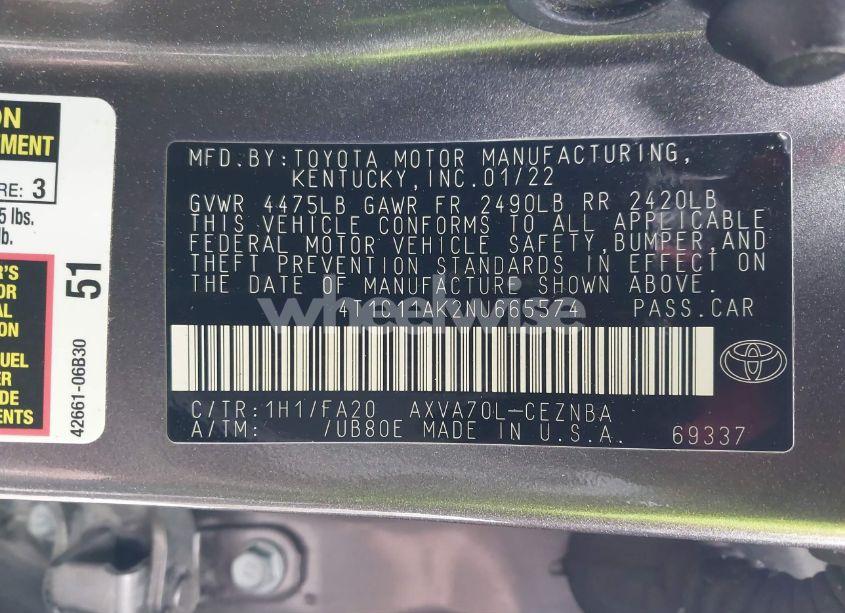 ION
EMENT
RE: 3
5 lbs.
lb.
51
42661-06B30
MFD.BY:TOYOTA MOTOR MANUFACTURING,
KENTUCKY,INC.01/22
GVWR 4475LB GAWR FR 2490LB RR 2420LB
THIS VEHICLE CONFORMS TO ALL APPLICABLE
FEDERAL MOTOR VEHICLE SAFETY,BUMPER,AND
THEFT PREVENTION STANDARDS IN EFFECT ON
THE DATE OF MANUFACTURE SHOWN ABOVE.
PASS.CAR
wheelwise
C/TR:1H1/FA20 AXVA70L-CEZNBA
A/TM: /UB80E MADE IN U.S.A. 69337